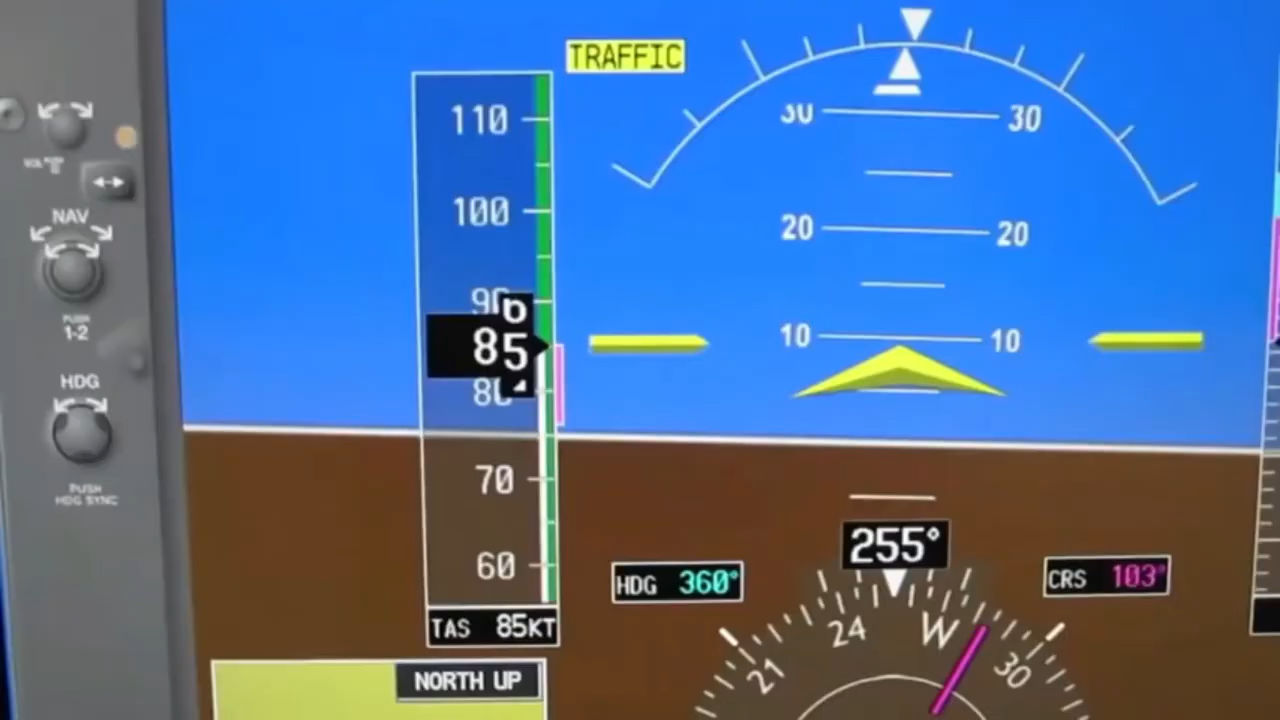 TRAFFIC
110
30 30
100
20 20
NAV
90
6
85
10 10
PUSH
1-2
80
HDG
70
PUSH
HDG SYNC
255°
60
HDG 360°
CRS 103°
TAS 85KT
24 W
21 30
NORTH UP